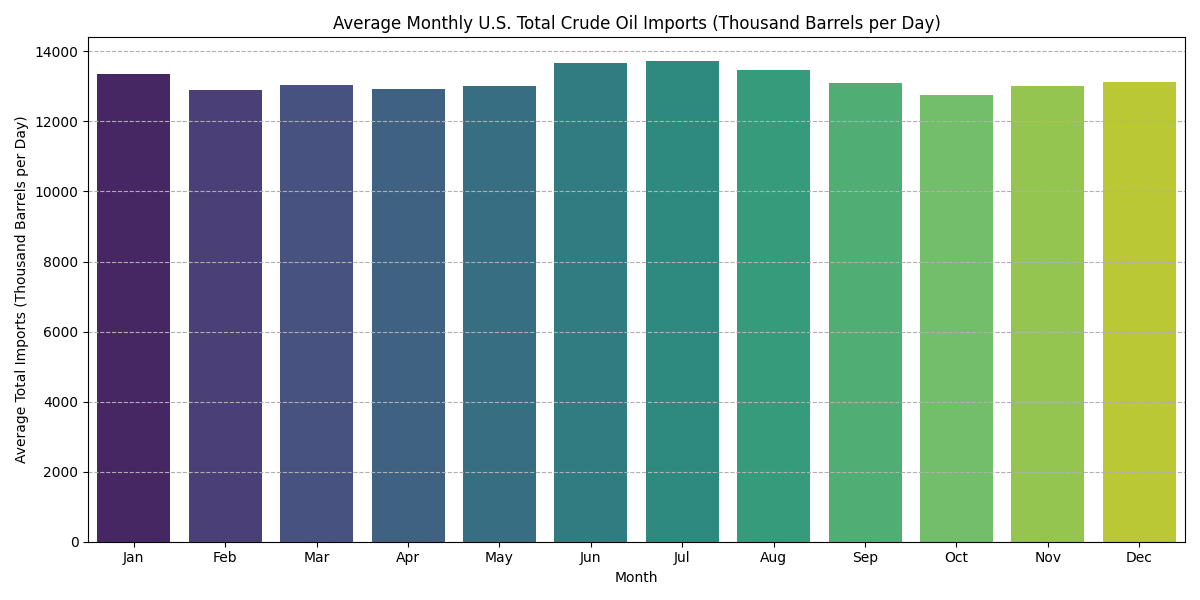 Average Monthly U.S. Total Crude Oil Imports (Thousand Barrels per Day)
Average Total Imports (Thousand Barrels per Day)
14000
12000
10000
8000
6000
4000
2000
0
Jan Feb Mar Apr May Jun Jul Aug Sep Oct Nov Dec
Month